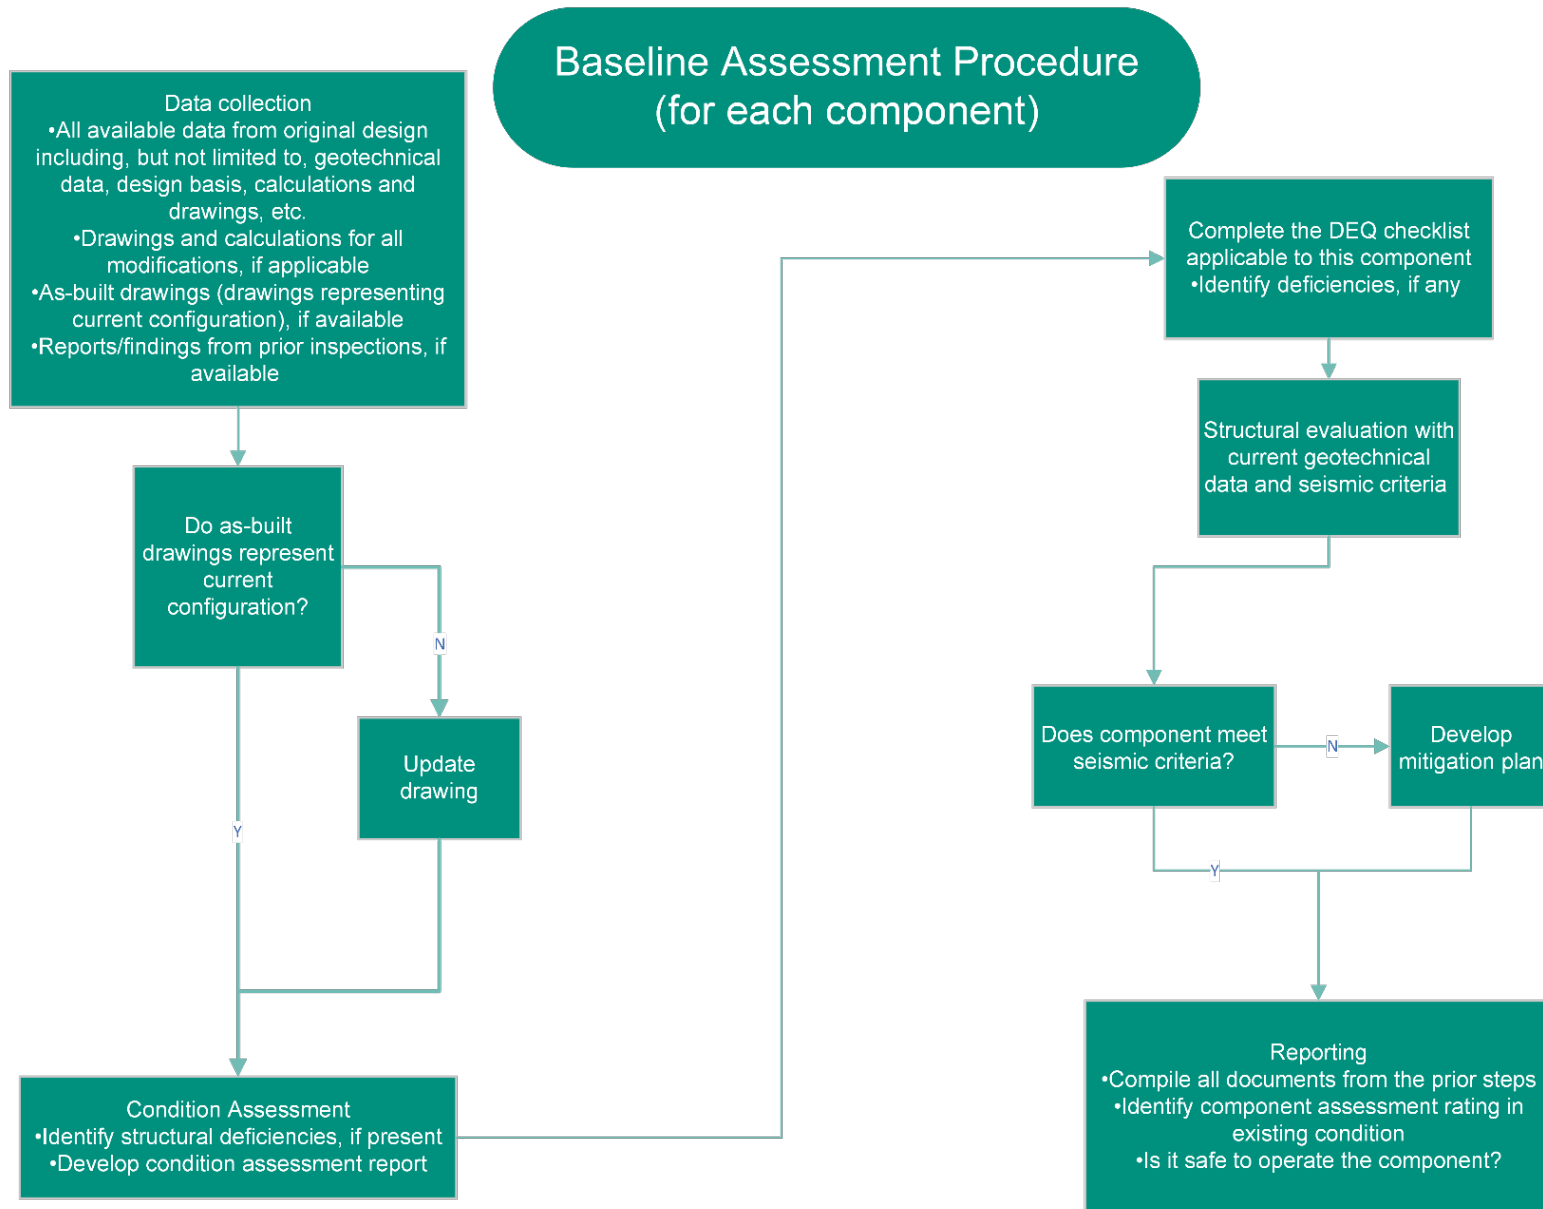 Baseline Assessment Procedure
(for each component)
Data collection
•All available data from original design
including, but not limited to, geotechnical
data, design basis, calculations and
drawings, etc.
•Drawings and calculations for all
modifications, if applicable
•As-built drawings (drawings representing
current configuration), if available
•Reports/findings from prior inspections, if
available
Do as-built
drawings represent
current
configuration?
N
Update
drawing
Y
Condition Assessment
•Identify structural deficiencies, if present
•Develop condition assessment report
Complete the DEQ checklist
applicable to this component
•Identify deficiencies, if any
Structural evaluation with
current geotechnical
data and seismic criteria
Does component meet
seismic criteria?
N
Develop
mitigation plan
Y
Reporting
•Compile all documents from the prior steps
•Identify component assessment rating in
existing condition
•Is it safe to operate the component?